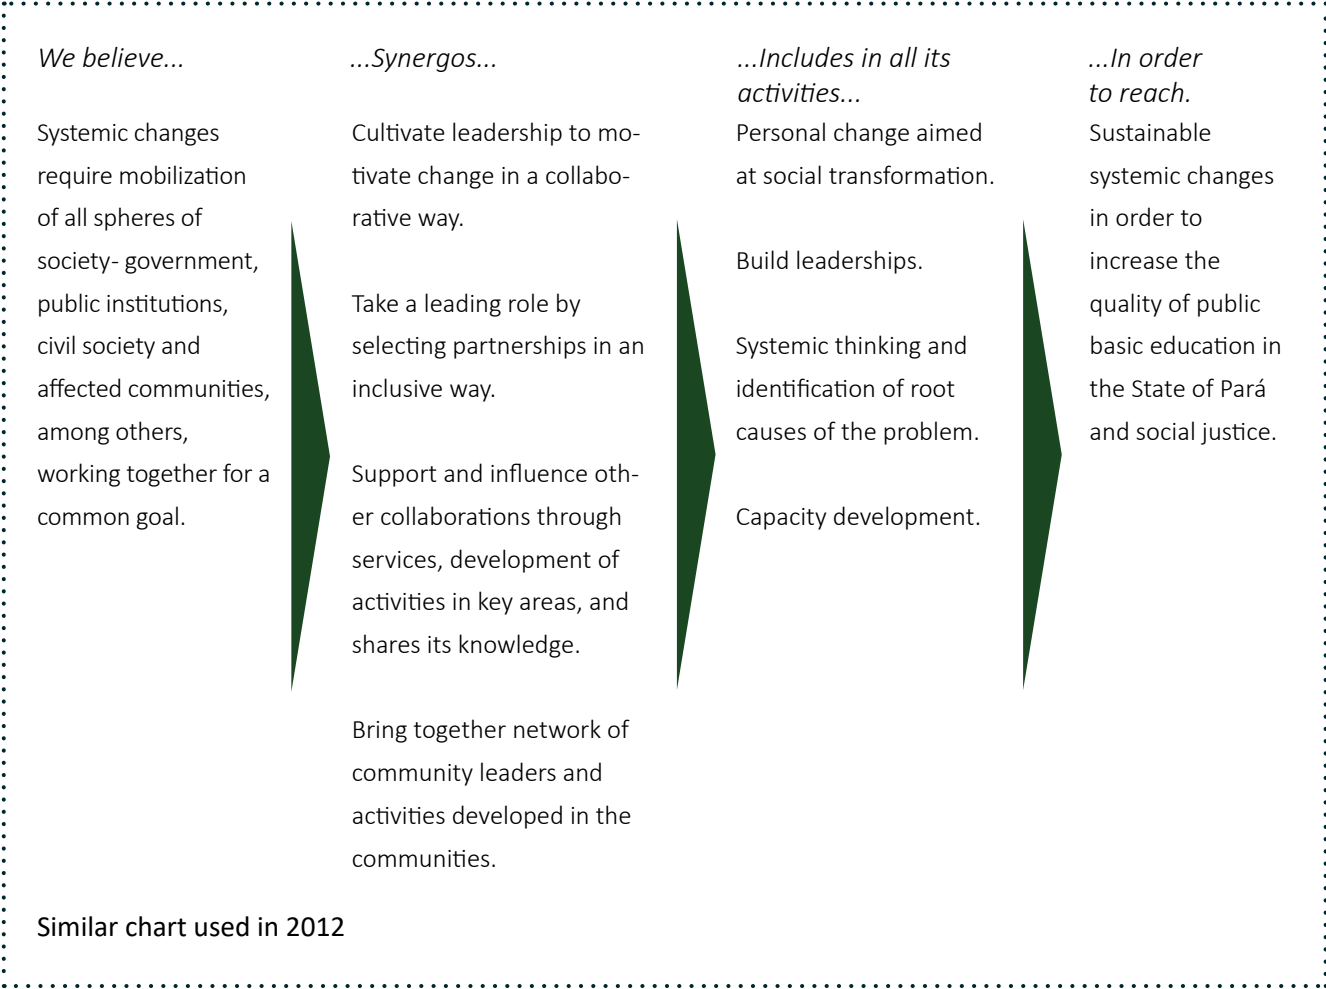 We believe...
Systemic changes
require mobilization
of all spheres of
society- government,
public institutions,
civil society and
affected communities,
among others,
working together for a
common goal.
...Synergos...
Cultivate leadership to mo-
tivate change in a collabo-
rative way.
Take a leading role by
selecting partnerships in an
inclusive way.
Support and influence oth-
er collaborations through
services, development of
activities in key areas, and
shares its knowledge.
Bring together network of
community leaders and
activities developed in the
communities.
...Includes in all its
activities...
Personal change aimed
at social transformation.
Build leaderships.
Systemic thinking and
identification of root
causes of the problem.
Capacity development.
...In order
to reach.
Sustainable
systemic changes
in order to
increase the
quality of public
basic education in
the State of Pará
and social justice.
Similar chart used in 2012